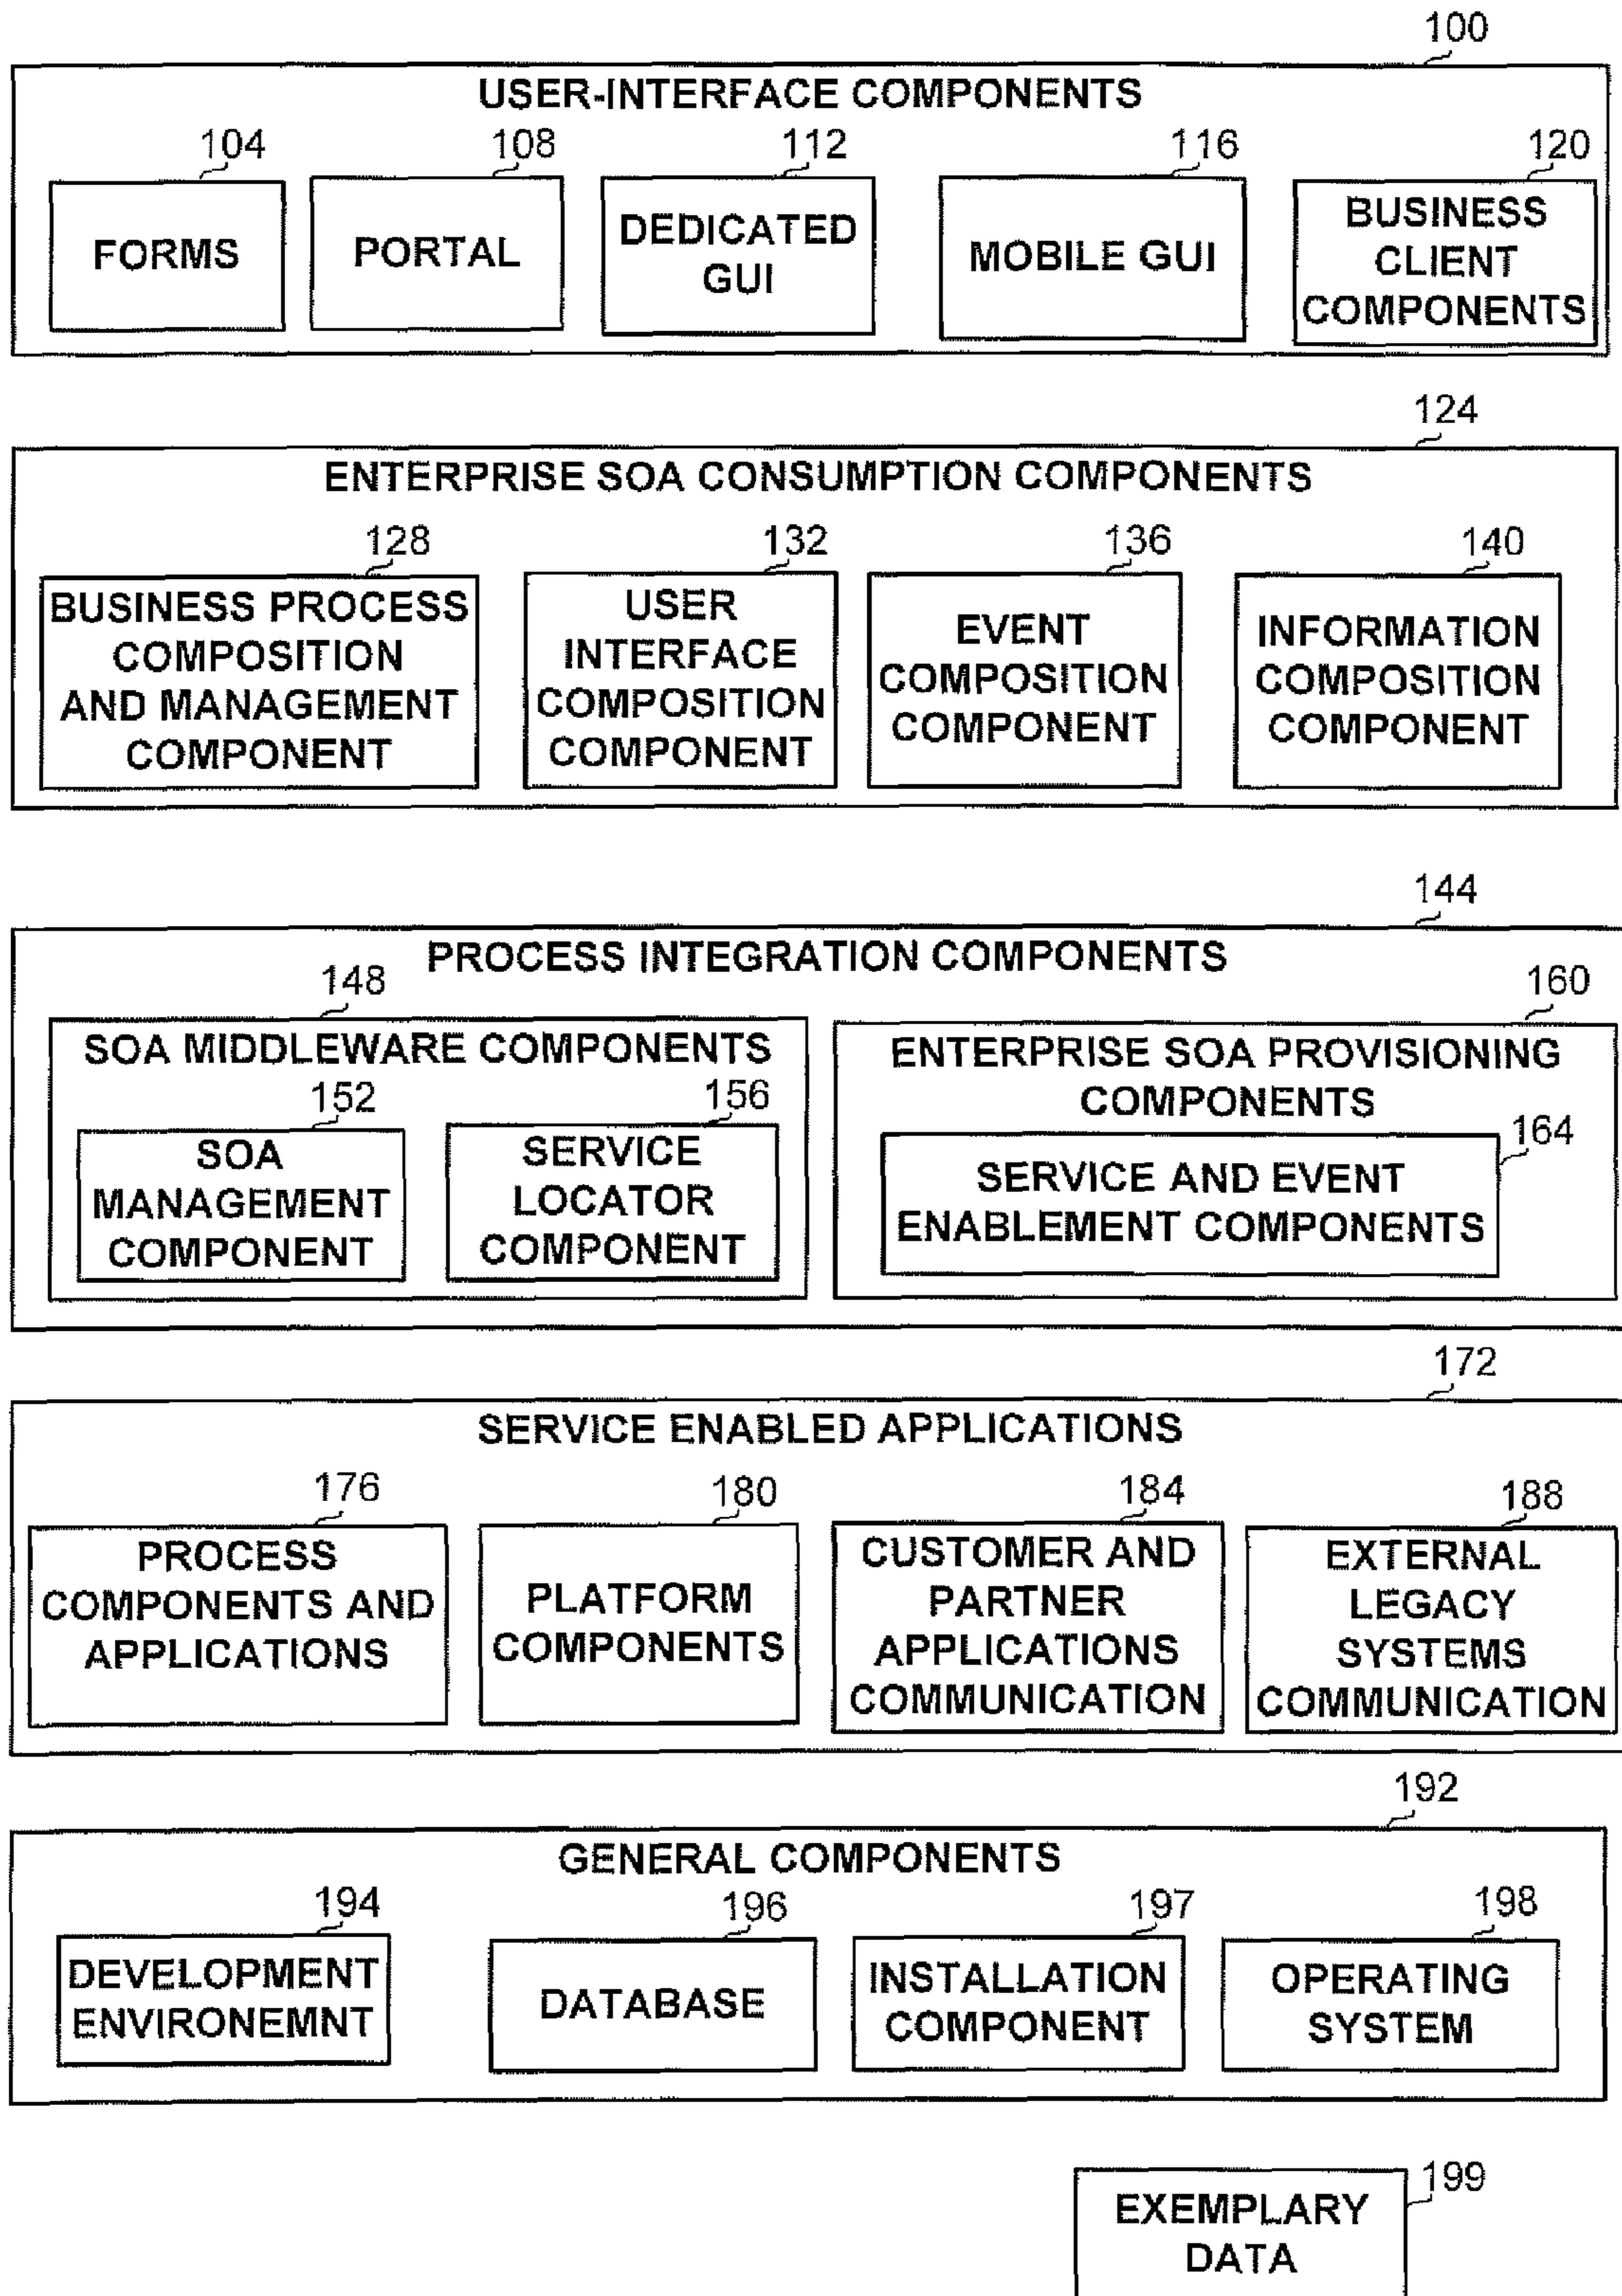 100
USER-INTERFACE COMPONENTS
104
108
112
116
120
FORMS
PORTAL
DEDICATED
GUI
MOBILE GUI
BUSINESS
CLIENT
COMPONENTS
124
ENTERPRISE SOA CONSUMPTION COMPONENTS
128
132
136
140
BUSINESS PROCESS
COMPOSITION
AND MANAGEMENT
COMPONENT
USER
INTERFACE
COMPOSITION
COMPONENT
EVENT
COMPOSITION
COMPONENT
INFORMATION
COMPOSITION
COMPONENT
144
PROCESS INTEGRATION COMPONENTS
148
160
SOA MIDDLEWARE COMPONENTS
152
156
SOA
MANAGEMENT
COMPONENT
SERVICE
LOCATOR
COMPONENT
ENTERPRISE SOA PROVISIONING
COMPONENTS
164
SERVICE AND EVENT
ENABLEMENT COMPONENTS
172
SERVICE ENABLED APPLICATIONS
176
180
184
188
PROCESS
COMPONENTS AND
APPLICATIONS
PLATFORM
COMPONENTS
CUSTOMER AND
PARTNER
APPLICATIONS
COMMUNICATION
EXTERNAL
LEGACY
SYSTEMS
COMMUNICATION
192
GENERAL COMPONENTS
194
196
197
198
DEVELOPMENT
ENVIRONEMNT
DATABASE
INSTALLATION
COMPONENT
OPERATING
SYSTEM
199
EXEMPLARY
DATA